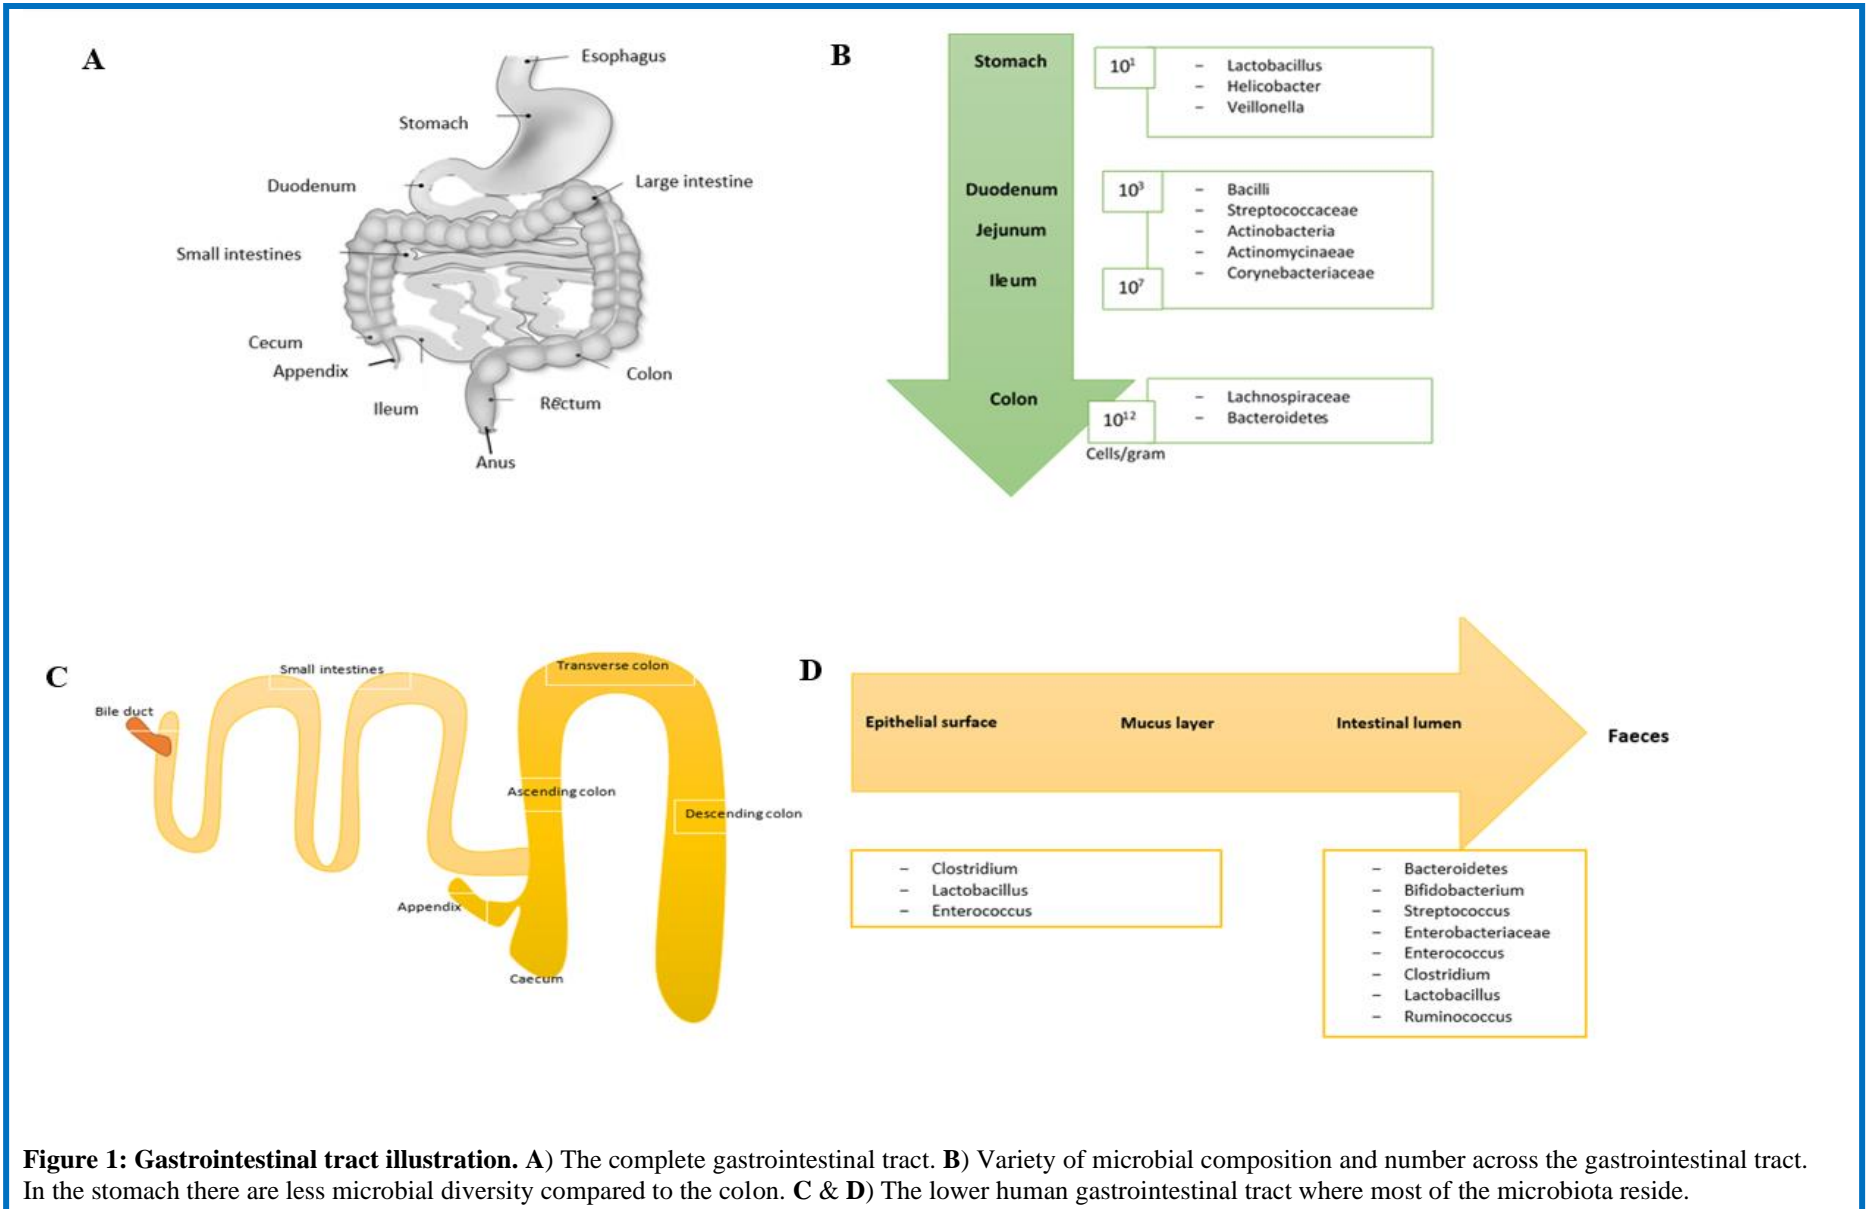 A
Esophagus
Stomach
Duodenum
Large intestine
Small intestines
Cecum
Appendix
Colon
Ileum
Rectum
Anus
B
Stomach
10¹
– Lactobacillus
– Helicobacter
– Veillonella
Duodenum
Jejunum
Ileum
10³
10⁷
– Bacilli
– Streptococcaceae
– Actinobacteria
– Actinomycinaeae
– Corynebacteriaceae
Colon
10¹²
Cells/gram
– Lachnospiraceae
– Bacteroidetes
C
Small intestines
Transverse colon
Bile duct
Ascending colon
Descending colon
Appendix
Caecum
D
Epithelial surface
Mucus layer
Intestinal lumen
Faeces
– Clostridium
– Lactobacillus
– Enterococcus
– Bacteroidetes
– Bifidobacterium
– Streptococcus
– Enterobacteriaceae
– Enterococcus
– Clostridium
– Lactobacillus
– Ruminococcus
Figure 1: Gastrointestinal tract illustration. A) The complete gastrointestinal tract. B) Variety of microbial composition and number across the gastrointestinal tract.
In the stomach there are less microbial diversity compared to the colon. C & D) The lower human gastrointestinal tract where most of the microbiota reside.